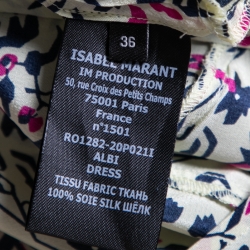 36
ISABEL MARANT
IM PRODUCTION
50, rue Croix des Petits Champs
75001 Paris
France
n°1501
RO1282-20P021I
ALBI
DRESS
TISSU FABRIC ТКАНЬ
100% SOIE SILK ШЁЛК